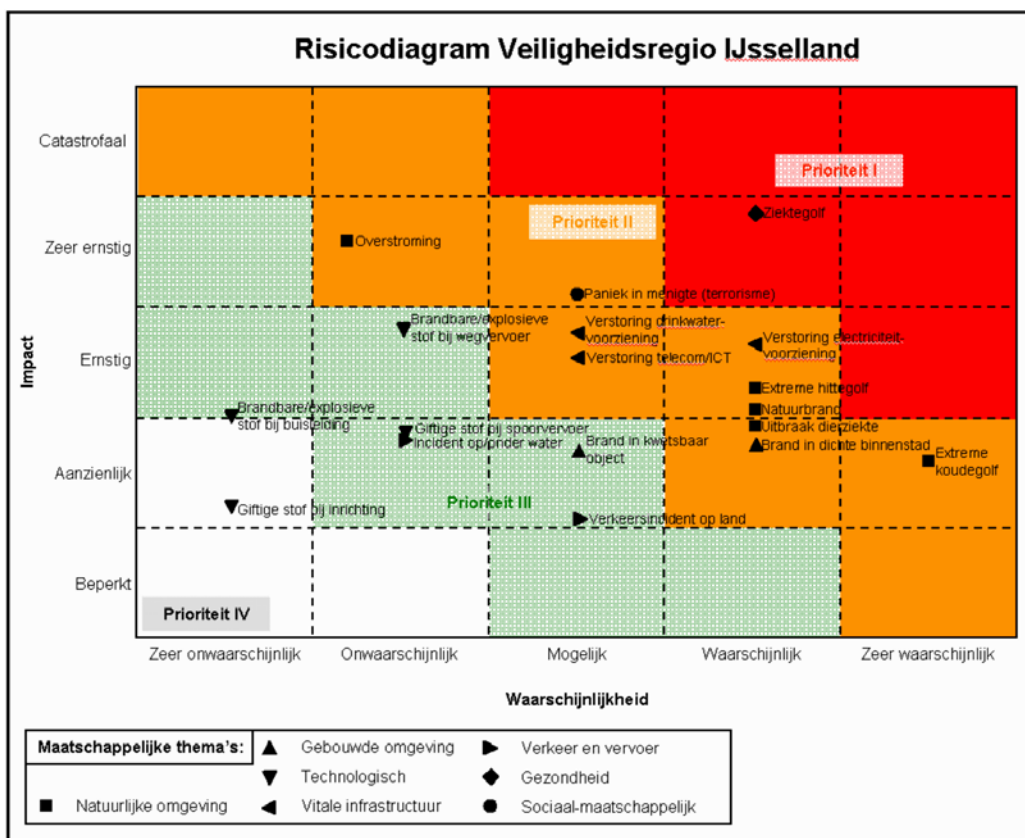 Risicodiagram Veiligheidsregio IJsselland
Impact
Catastrofaal
Prioriteit I
Zeer ernstig
Ziektegolf
Prioriteit II
Overstroming
Paniek in menigte (terrorisme)
Ernstig
Brandbare/explosieve
stof bij wegvervoer
Verstoring drinkwater-
voorziening
Verstoring electriciteit-
voorziening
Verstoring telecom/ICT
Extreme hittegolf
Natuurbrand
Brandbare/explosieve
stof bij buisleiding
Aanzienlijk
Giftige stof bij spoorvervoer
Incident op/onder water
Brand in kwetsbaar
object
Uitbraak dierziekte
Brand in dichte binnenstad
Extreme
koudegolf
Giftige stof bij inrichting
Prioriteit III
Verkeersincident op land
Beperkt
Prioriteit IV
Zeer onwaarschijnlijk
Onwaarschijnlijk
Mogelijk
Waarschijnlijk
Zeer waarschijnlijk
Waarschijnlijkheid
Maatschappelijke thema's:
Gebouwde omgeving
Verkeer en vervoer
Technologisch
Gezondheid
Natuurlijke omgeving
Vitale infrastructuur
Sociaal-maatschappelijk